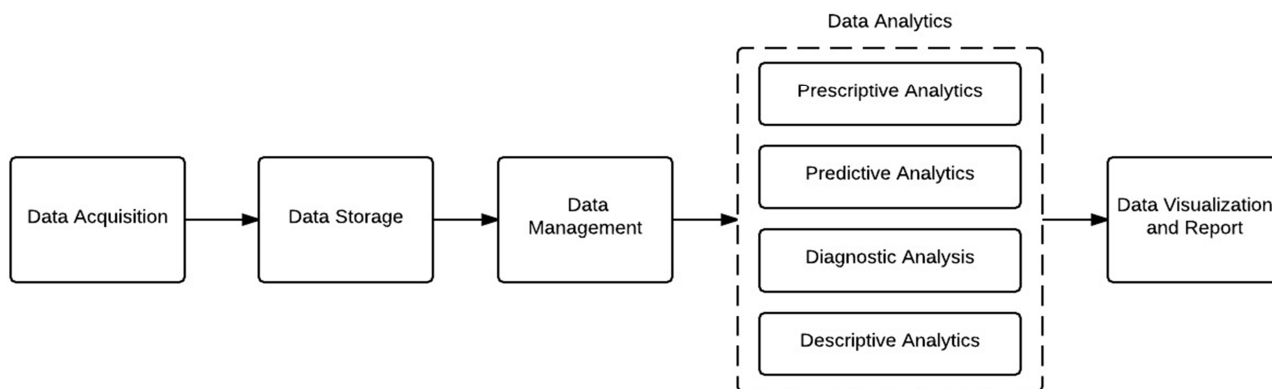 Data Analytics
Prescriptive Analytics
Predictive Analytics
Diagnostic Analysis
Descriptive Analytics
Data Acquisition
Data Storage
Data
Management
Data Visualization
and Report